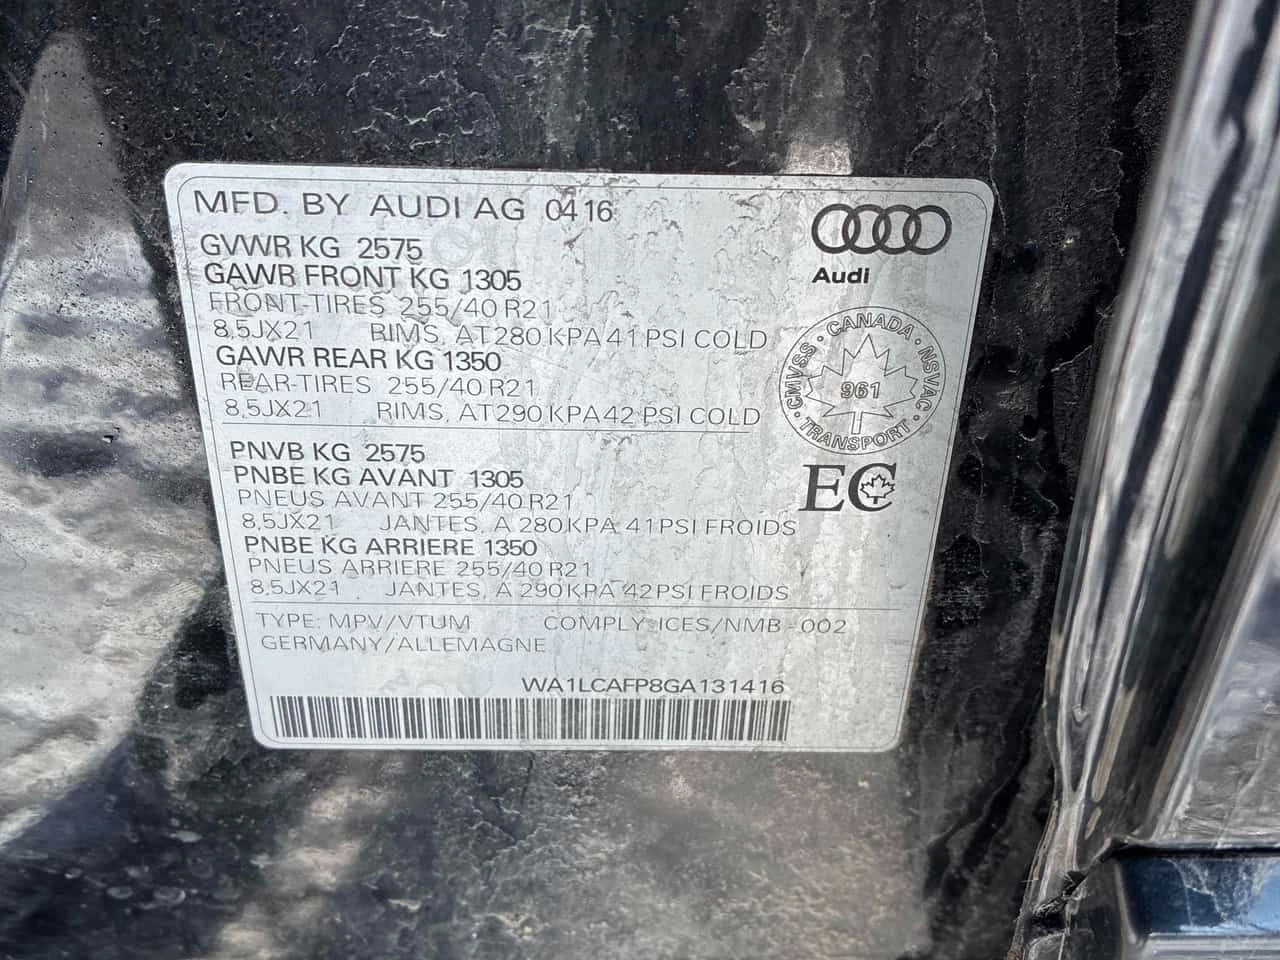 MFD. BY AUDI AG 04 16
GVWR KG 2575
GAWR FRONT KG 1305
FRONT-TIRES 255/40 R21
8,5JX21 RIMS, AT 280 KPA 41 PSI COLD
GAWR REAR KG 1350
REAR-TIRES 255/40 R21
8,5JX21 RIMS, AT 290 KPA 42 PSI COLD
PNVB KG 2575
PNBE KG AVANT 1305
PNEUS AVANT 255/40 R21
8,5JX21 JANTES, A 280 KPA 41 PSI FROIDS
PNBE KG ARRIERE 1350
PNEUS ARRIERE 255/40 R21
8,5JX21 JANTES, A 290 KPA 42 PSI FROIDS
TYPE: MPV/VTUM COMPLY ICES/NMB-002
GERMANY/ALLEMAGNE
WA1LCAFP8GA131416
Audi
CMVSS · CANADA · NSVAC · TRANSPORT ·
961
EC